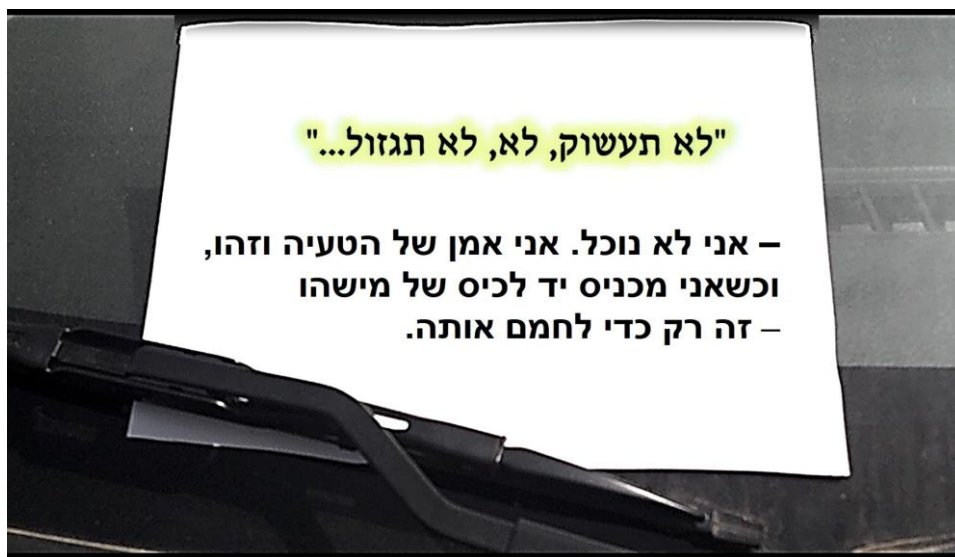 "לא תעשוק, לא, לא תגזול..."
– אני לא נוכל. אני אמן של הטעיה וזהו,
וכשאני מכניס יד לכיס של מישהו
– זה רק כדי לחמם אותה.